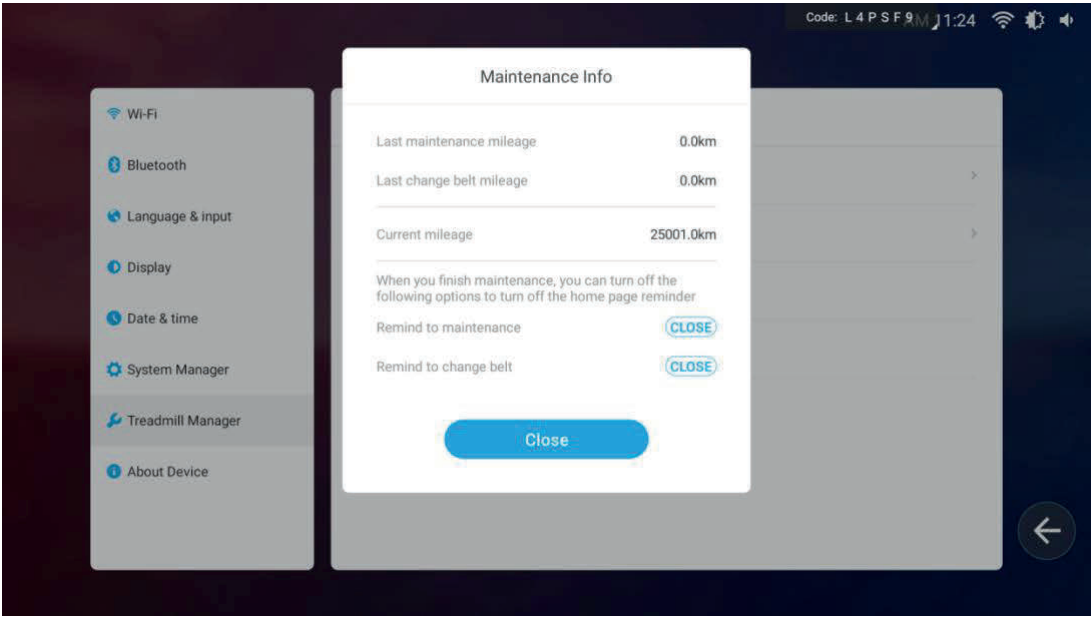 Code: L 4 P S F 9
AM 11:24
Maintenance Info
Wi-Fi
Bluetooth
Language & input
Display
Date & time
System Manager
Treadmill Manager
About Device
Last maintenance mileage 0.0km
Last change belt mileage 0.0km
Current mileage 25001.0km
When you finish maintenance, you can turn off the
following options to turn off the home page reminder
Remind to maintenance CLOSE
Remind to change belt CLOSE
Close